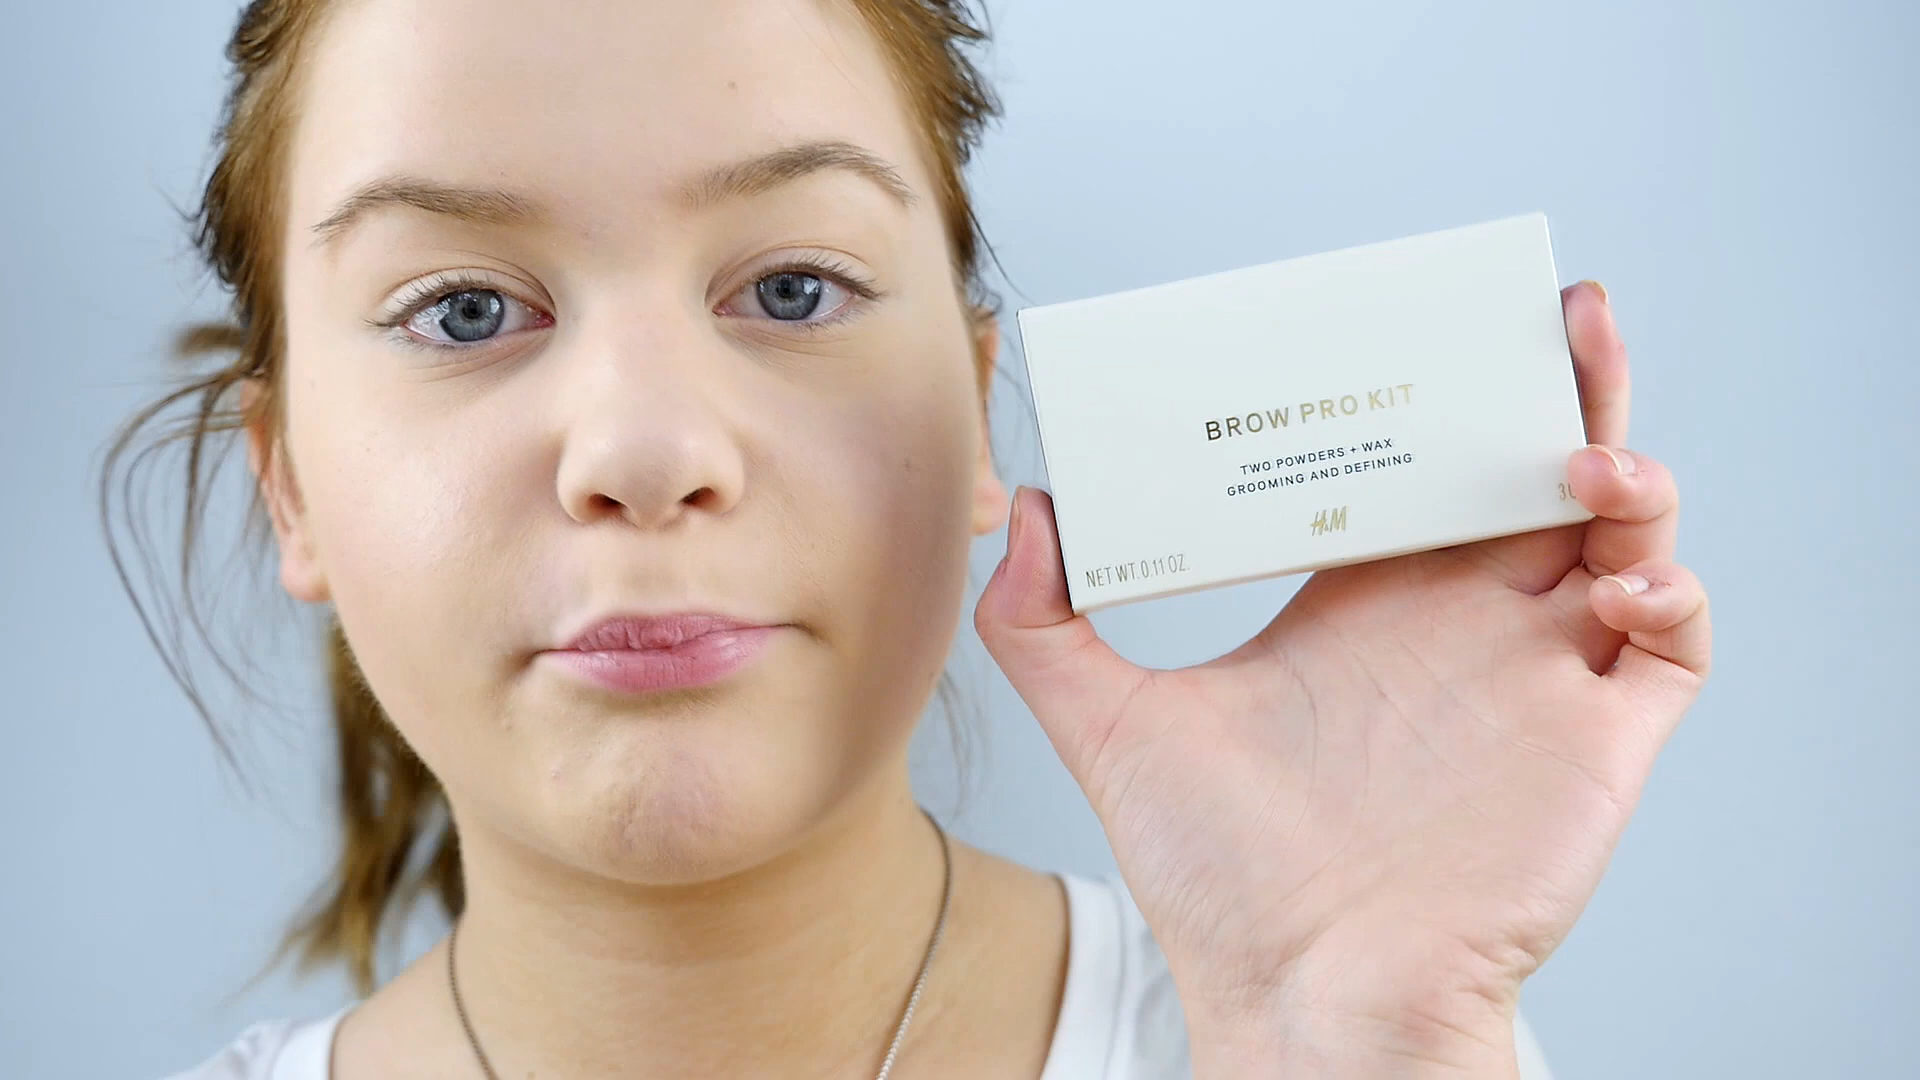 BROW PRO KIT
TWO POWDERS + WAX
GROOMING AND DEFINING
H&M
NET WT. 0.11 OZ.